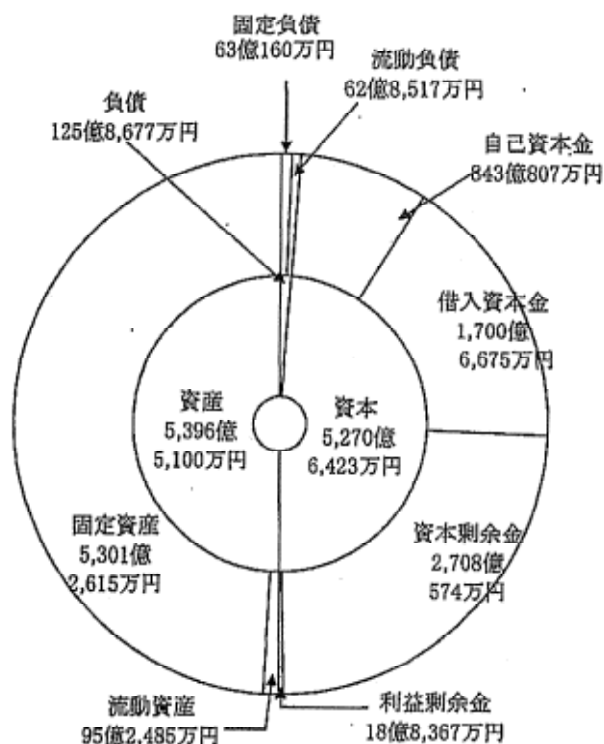 固定負債
63億160万円
流動負債
62億8,517万円
負債
125億8,677万円
自己資本金
843億807万円
借入資本金
1,700億
6,675万円
資産
5,396億
5,100万円
資本
5,270億
6,423万円
固定資産
5,301億
2,615万円
資本剰余金
2,708億
574万円
流動資産
95億2,485万円
利益剰余金
18億8,367万円